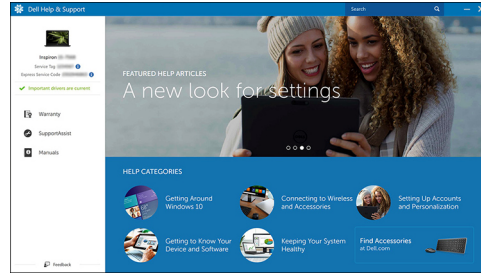 Dell Help & Support
Search
Inspiron
Service Tag
Express Service Code
Important drivers are current
Warranty
SupportAssist
Manuals
Feedback
FEATURED HELP ARTICLES
A new look for settings
HELP CATEGORIES
Getting Around
Windows 10
Connecting to Wireless
and Accessories
Setting Up Accounts
and Personalization
Getting to Know Your
Device and Software
Keeping Your System
Healthy
Find Accessories
at Dell.com